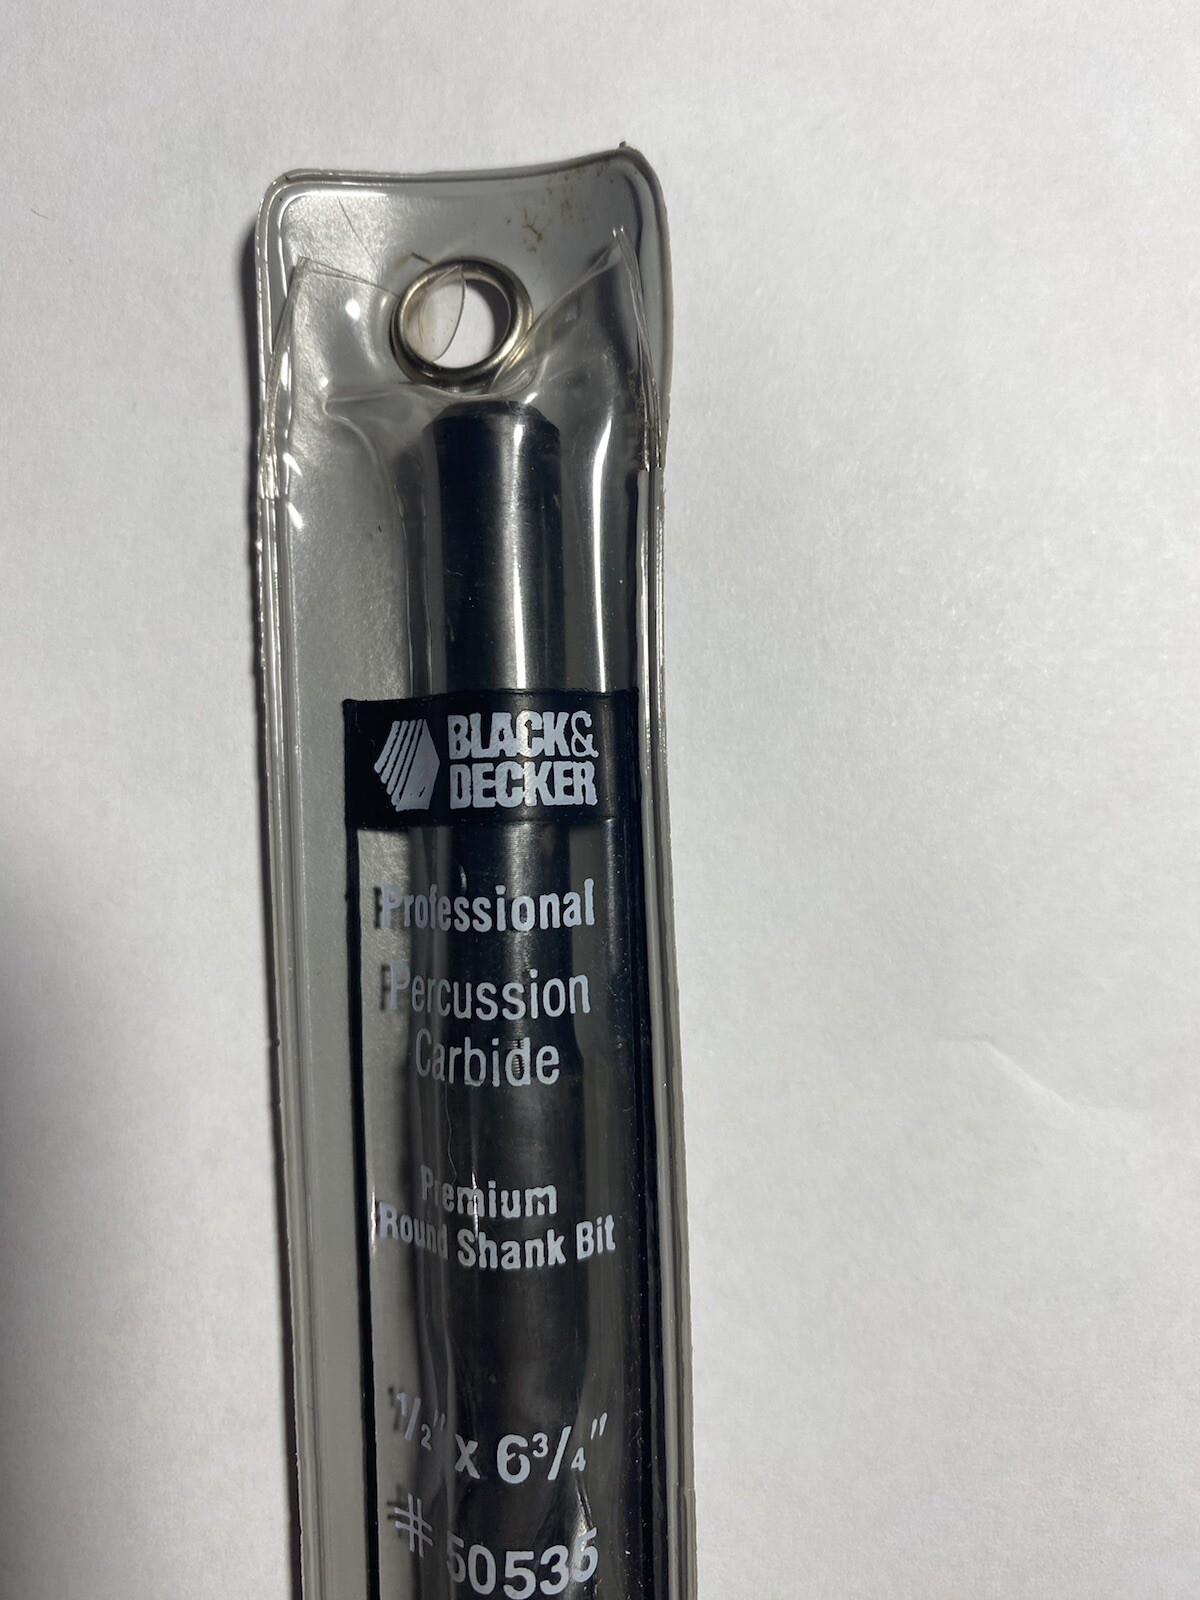 BLACK&
DECKER
Professional
Percussion
Carbide
Premium
Round Shank Bit
1/2" x 6 3/4"
# 50535